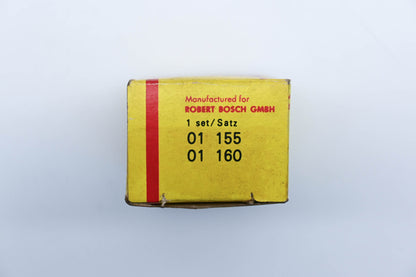 Manufactured for
ROBERT BOSCH GMBH
1 set/Satz
01 155
01 160